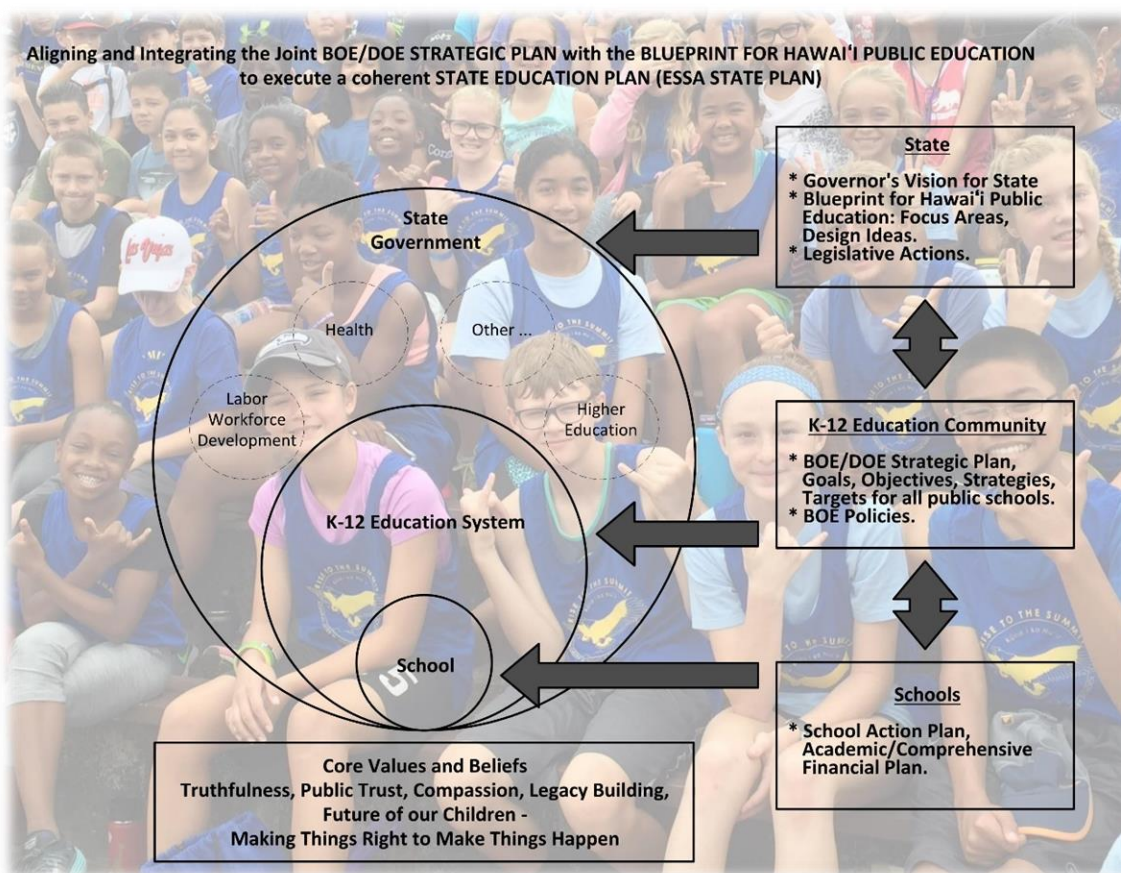 Aligning and Integrating the Joint BOE/DOE STRATEGIC PLAN with the BLUEPRINT FOR HAWAIʻI PUBLIC EDUCATION
to execute a coherent STATE EDUCATION PLAN (ESSA STATE PLAN)
State
Government
Health
Other ...
Labor
Workforce
Development
Higher
Education
K-12 Education System
School
State
* Governor's Vision for State
* Blueprint for Hawaiʻi Public
Education: Focus Areas,
Design Ideas.
* Legislative Actions.
K-12 Education Community
* BOE/DOE Strategic Plan,
Goals, Objectives, Strategies,
Targets for all public schools.
* BOE Policies.
Schools
* School Action Plan,
Academic/Comprehensive
Financial Plan.
Core Values and Beliefs
Truthfulness, Public Trust, Compassion, Legacy Building,
Future of our Children -
Making Things Right to Make Things Happen
RISE TO THE SUMMIT